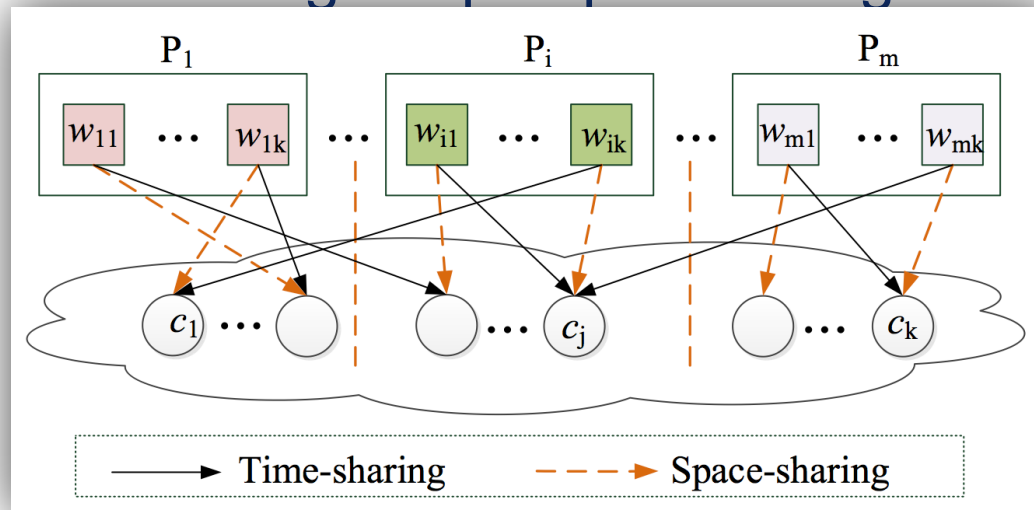 P1 Pi Pm
w11 ••• w1k ••• wi1 ••• wik ••• wm1 ••• wmk
c1 ••• ••• cj ••• ck
Time-sharing Space-sharing